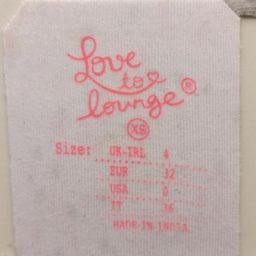 Love
to
lounge®
XS
Size: UK-IRL 4
EUR 32
USA 0
IT 36
MADE IN INDIA